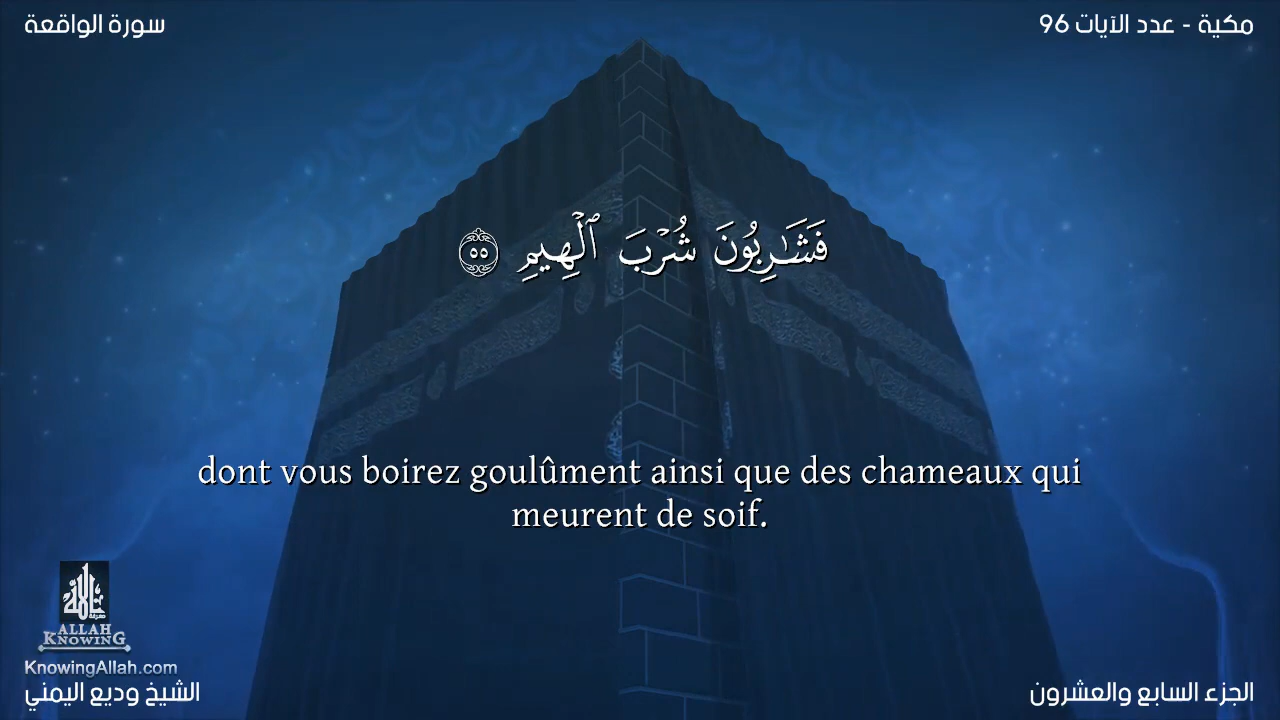 سورة الواقعة
مكية - عدد الآيات 96
فَشَٰرِبُونَ شُرْبَ ٱلْهِيمِ ٥٥
dont vous boirez goulûment ainsi que des chameaux qui
meurent de soif.
ALLAH
KNOWING
KnowingAllah.com
الشيخ وديع اليمني
الجزء السابع والعشرون